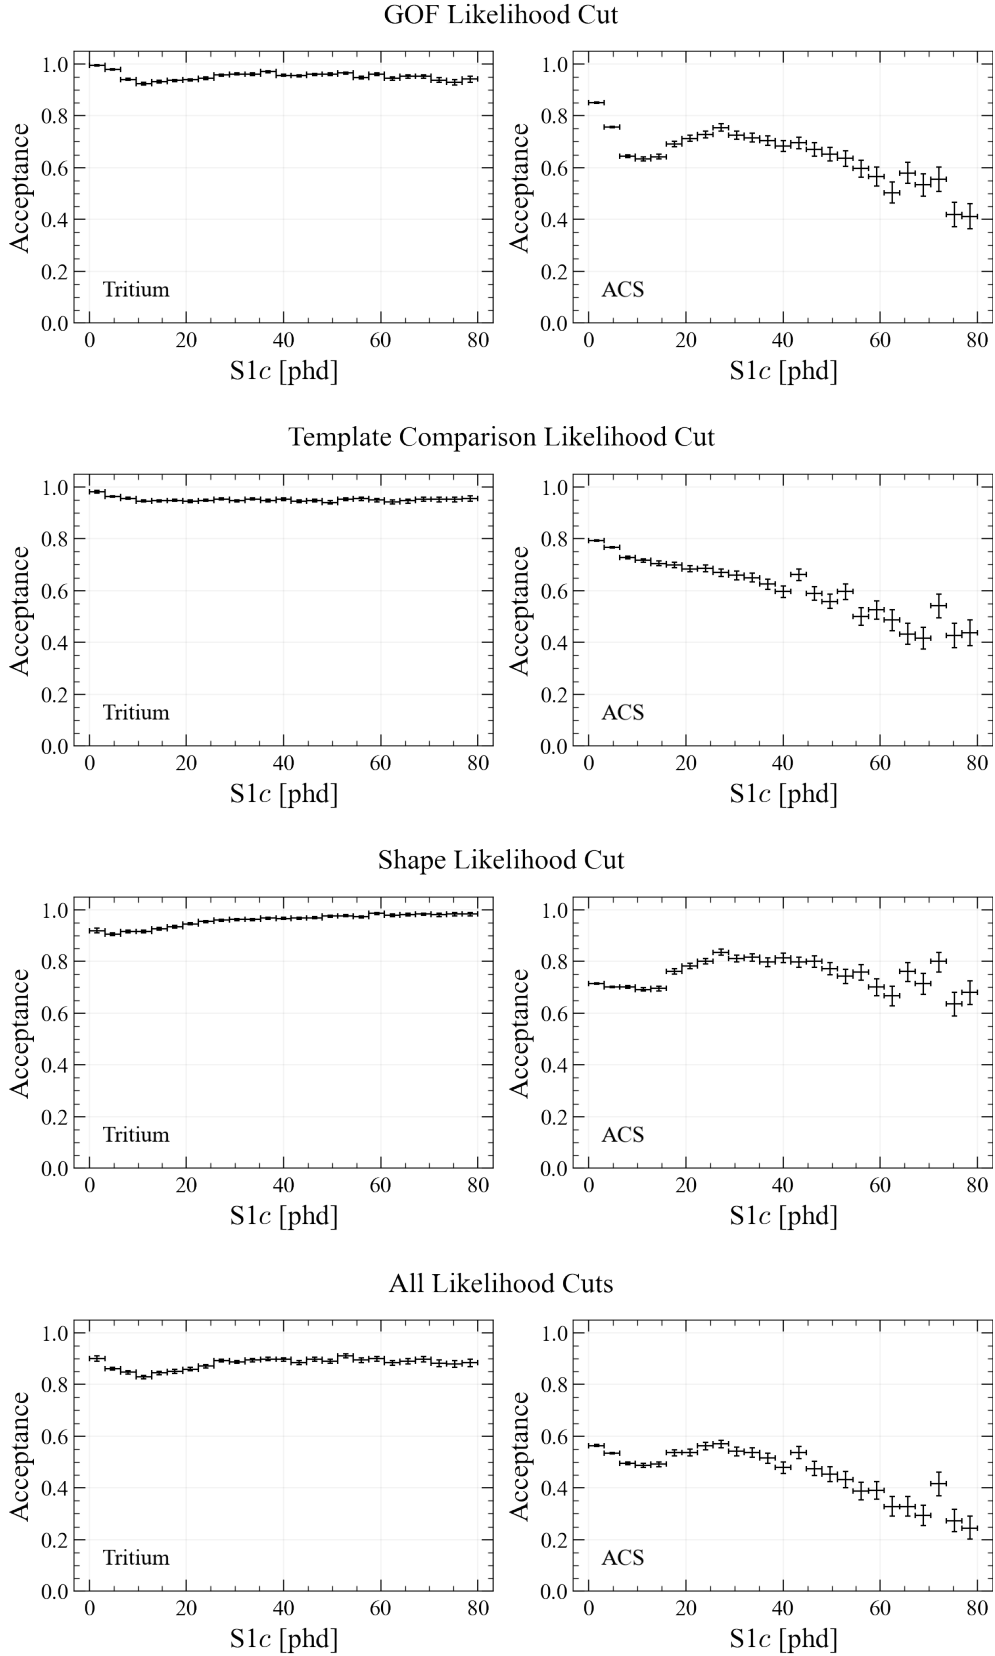 GOF Likelihood Cut
1.0
0.8
0.6
0.4
0.2
0.0
Acceptance
Tritium
0 20 40 60 80
S1c [phd]
1.0
0.8
0.6
0.4
0.2
0.0
Acceptance
ACS
0 20 40 60 80
S1c [phd]
Template Comparison Likelihood Cut
1.0
0.8
0.6
0.4
0.2
0.0
Acceptance
Tritium
0 20 40 60 80
S1c [phd]
1.0
0.8
0.6
0.4
0.2
0.0
Acceptance
ACS
0 20 40 60 80
S1c [phd]
Shape Likelihood Cut
1.0
0.8
0.6
0.4
0.2
0.0
Acceptance
Tritium
0 20 40 60 80
S1c [phd]
1.0
0.8
0.6
0.4
0.2
0.0
Acceptance
ACS
0 20 40 60 80
S1c [phd]
All Likelihood Cuts
1.0
0.8
0.6
0.4
0.2
0.0
Acceptance
Tritium
0 20 40 60 80
S1c [phd]
1.0
0.8
0.6
0.4
0.2
0.0
Acceptance
ACS
0 20 40 60 80
S1c [phd]